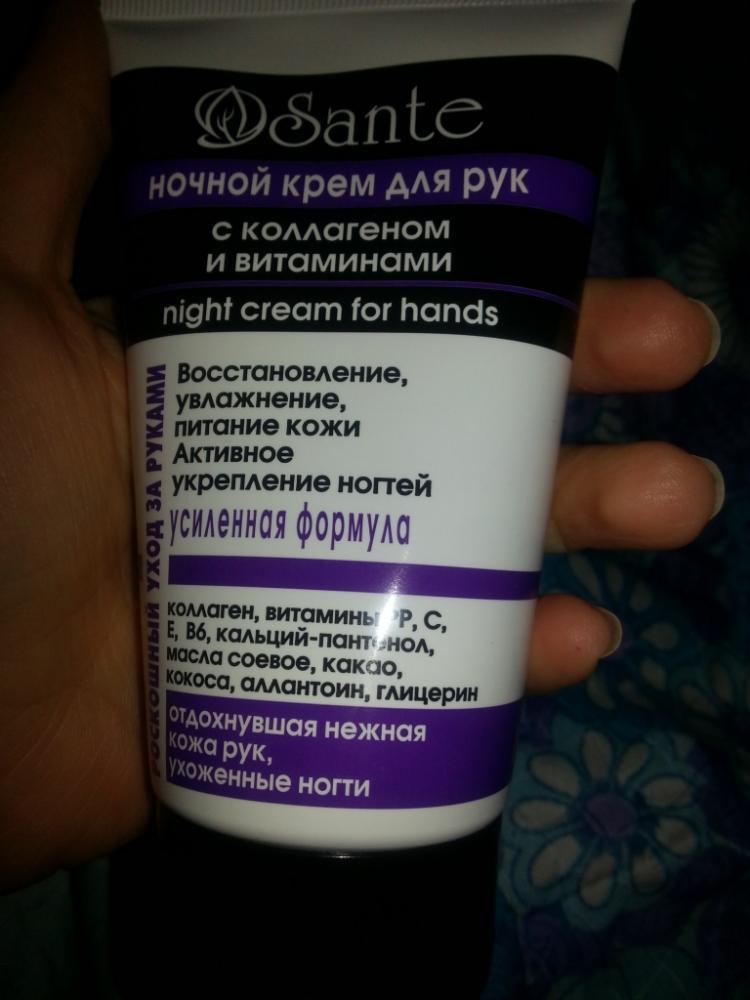 Sante
ночной крем для рук
с коллагеном
и витаминами
night cream for hands
РОСКОШНЫЙ УХОД ЗА РУКАМИ
Восстановление,
увлажнение,
питание кожи
Активное
укрепление ногтей
усиленная формула
коллаген, витамины PP, C,
E, B6, кальций-пантенол,
масла соевое, какао,
кокоса, аллантоин, глицерин
отдохнувшая нежная
кожа рук,
ухоженные ногти